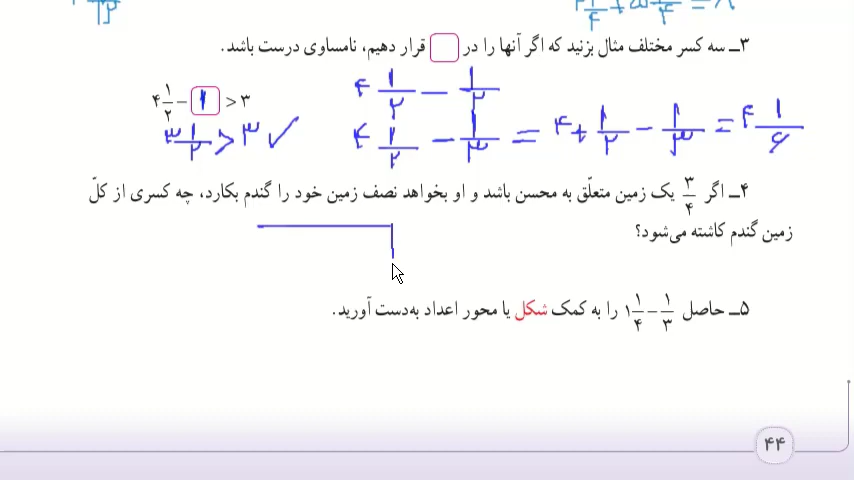 ۳ــ سه کسر مختلف مثال بزنید که اگر آنها را در □ قرار دهیم، نامساوی درست باشد.
۴ ۱/۲ − ۱ > ۳
۴ ۱/۲ − ۱/۲
۳ ۱/۲ > ۳ ✓
۴ ۱/۲ − ۱/۳ = ۴ + ۱/۲ − ۱/۳ = ۴ ۱/۶
۴ــ اگر ۳/۴ یک زمین متعلّق به محسن باشد و او بخواهد نصف زمین خود را گندم بکارد، چه کسری از کلّ
زمین گندم کاشته می‌شود؟
۵ــ حاصل ۱ ۱/۴ − ۱/۳ را به کمک شکل یا محور اعداد به‌دست آورید.
۴۴